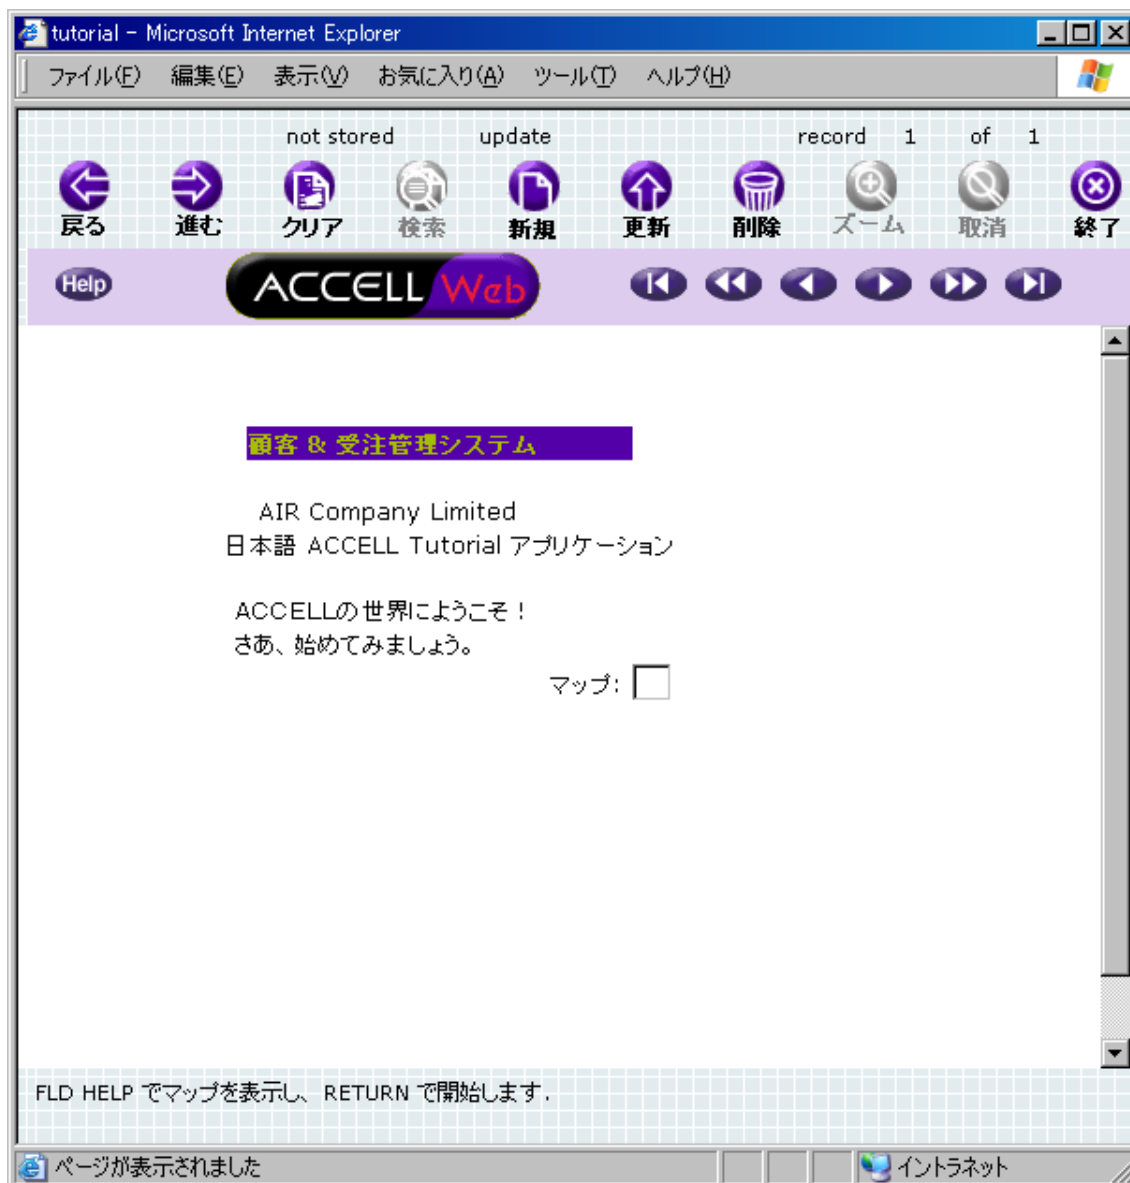 tutorial - Microsoft Internet Explorer
ファイル(F) 編集(E) 表示(V) お気に入り(A) ツール(T) ヘルプ(H)
not stored update record 1 of 1
戻る 進む クリア 検索 新規 更新 削除 ズーム 取消 終了
Help ACCELL Web
顧客 & 受注管理システム
AIR Company Limited
日本語 ACCELL Tutorial アプリケーション
ACCELLの世界にようこそ！
さあ、始めてみましょう。
マップ:
FLD HELP でマップを表示し、RETURN で開始します.
ページが表示されました イントラネット